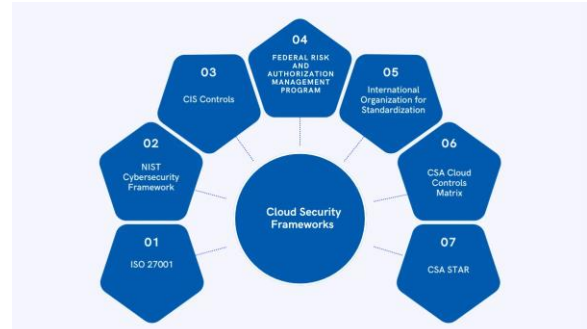 01
ISO 27001
02
NIST
Cybersecurity
Framework
03
CIS Controls
04
FEDERAL RISK
AND
AUTHORIZATION
MANAGEMENT
PROGRAM
05
International
Organization for
Standardization
06
CSA Cloud
Controls
Matrix
07
CSA STAR
Cloud Security
Frameworks